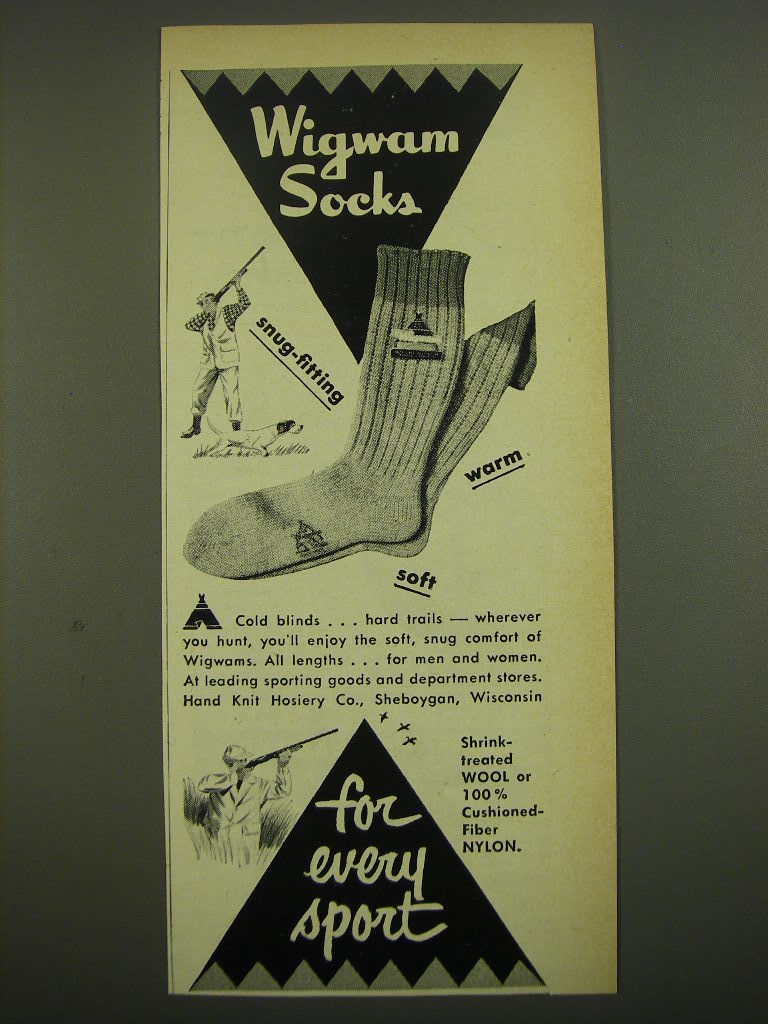 Wigwam
Socks
snug-fitting
warm
soft
Cold blinds . . . hard trails — wherever
you hunt, you'll enjoy the soft, snug comfort of
Wigwams. All lengths . . . for men and women.
At leading sporting goods and department stores.
Hand Knit Hosiery Co., Sheboygan, Wisconsin
Shrink-
treated
WOOL or
100%
Cushioned-
Fiber
NYLON.
for
every
sport